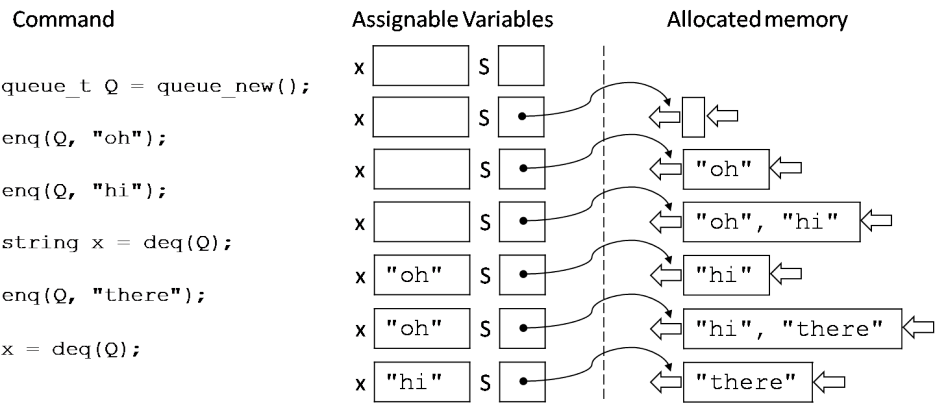 Command Assignable Variables Allocated memory
x S
queue_t Q = queue_new();
x S
enq(Q, "oh");
x S "oh"
enq(Q, "hi");
x S "oh", "hi"
string x = deq(Q);
x "oh" S "hi"
enq(Q, "there");
x "oh" S "hi", "there"
x = deq(Q);
x "hi" S "there"